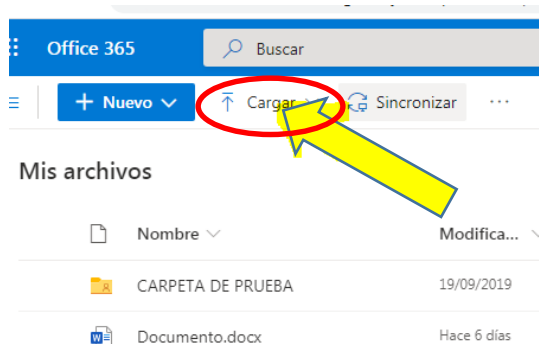 Office 365 Buscar
+ Nuevo Cargar Sincronizar ...
Mis archivos
Nombre Modifica...
CARPETA DE PRUEBA 19/09/2019
Documento.docx Hace 6 días